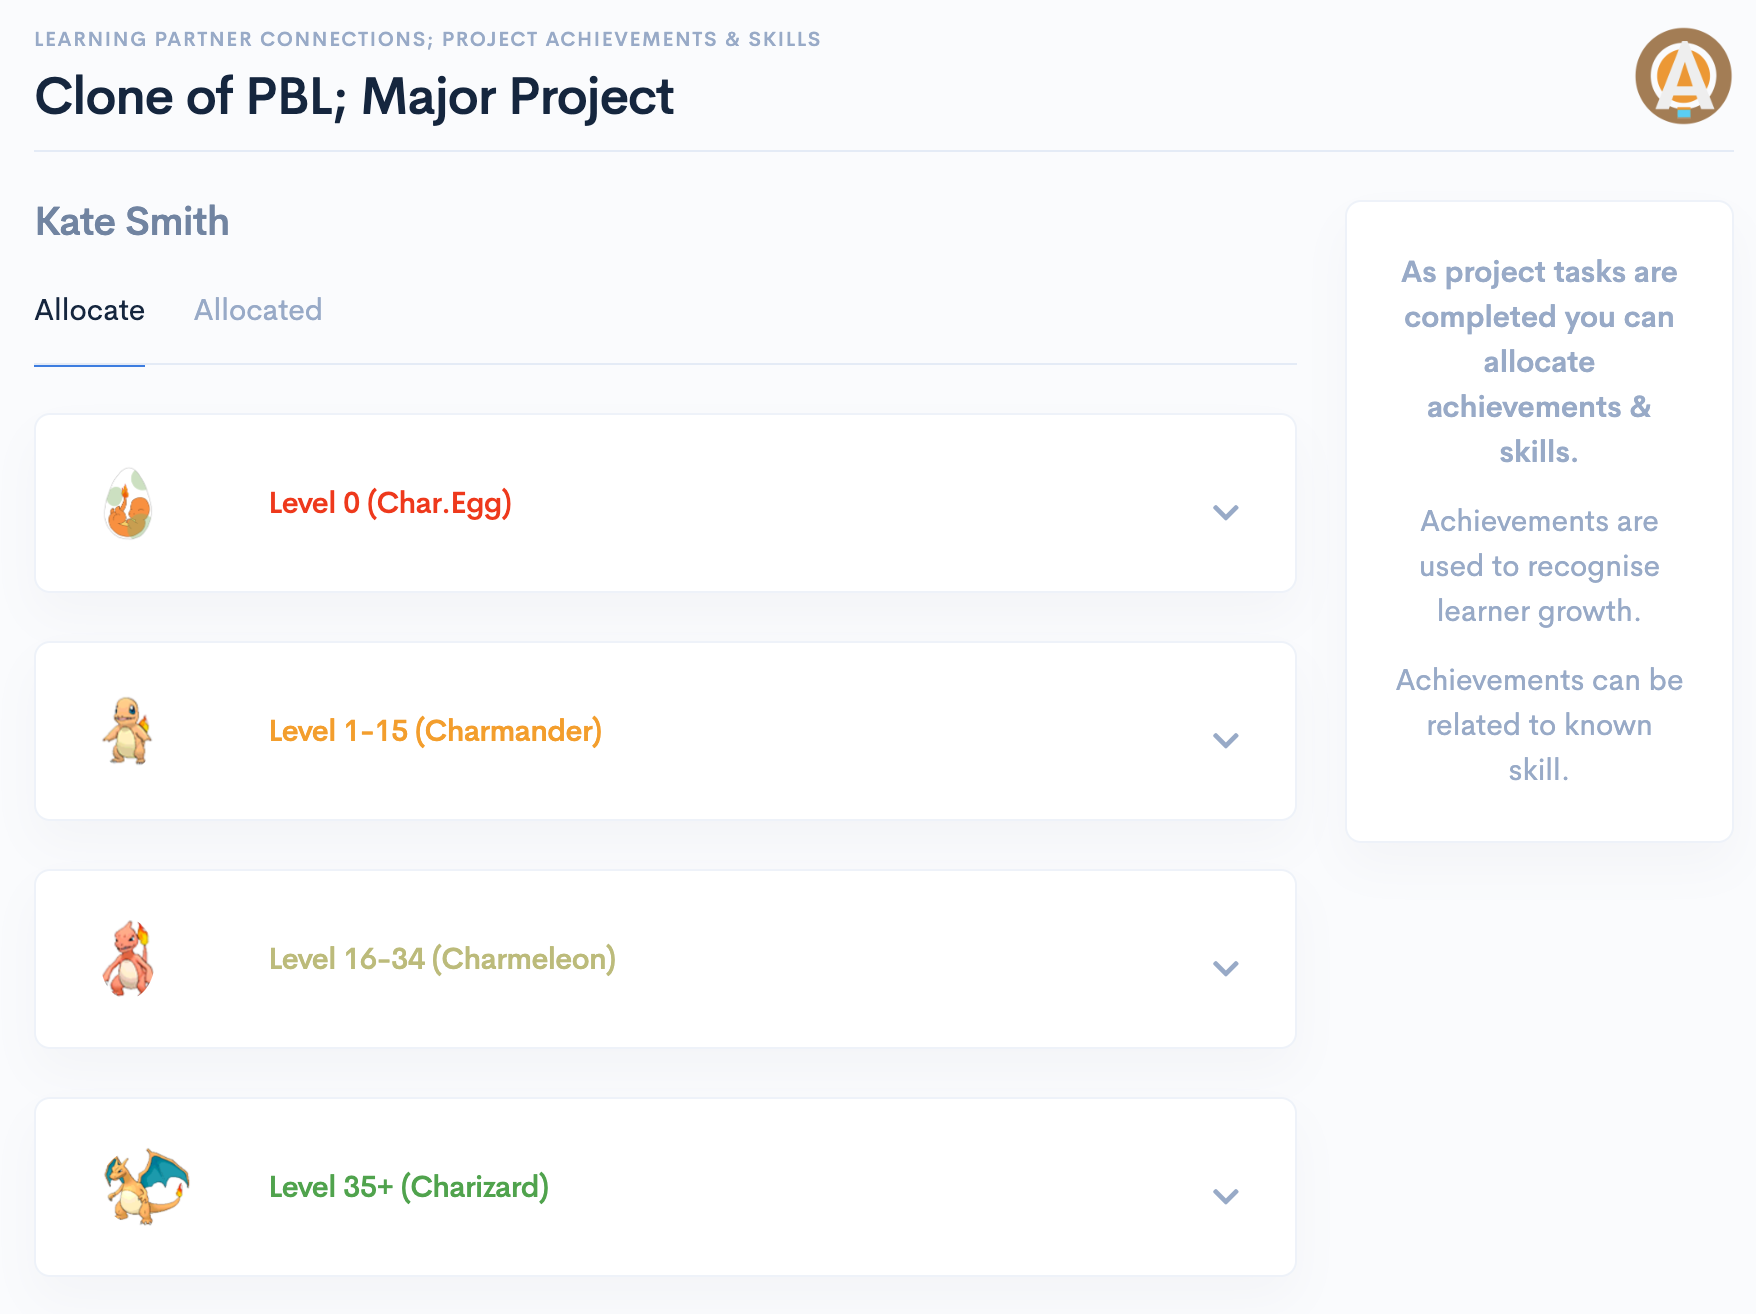 LEARNING PARTNER CONNECTIONS; PROJECT ACHIEVEMENTS & SKILLS
Clone of PBL; Major Project
A
Kate Smith
Allocate
Allocated
Level 0 (Char.Egg)
Level 1-15 (Charmander)
Level 16-34 (Charmeleon)
Level 35+ (Charizard)
As project tasks are
completed you can
allocate
achievements &
skills.
Achievements are
used to recognise
learner growth.
Achievements can be
related to known
skill.